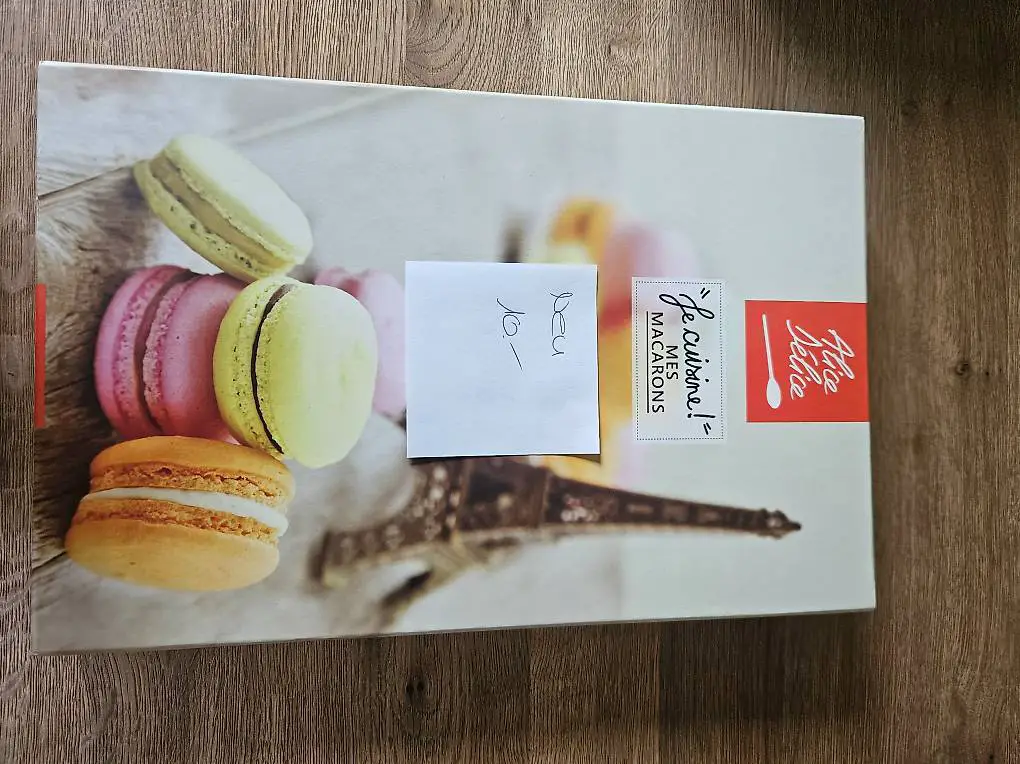 Alice
Délice
"Je cuisine!"
MES
MACARONS
neu
10.-